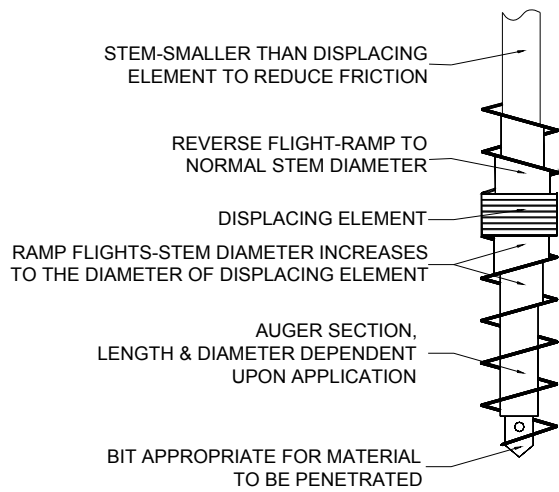 STEM-SMALLER THAN DISPLACING
ELEMENT TO REDUCE FRICTION
REVERSE FLIGHT-RAMP TO
NORMAL STEM DIAMETER
DISPLACING ELEMENT
RAMP FLIGHTS-STEM DIAMETER INCREASES
TO THE DIAMETER OF DISPLACING ELEMENT
AUGER SECTION,
LENGTH & DIAMETER DEPENDENT
UPON APPLICATION
BIT APPROPRIATE FOR MATERIAL
TO BE PENETRATED